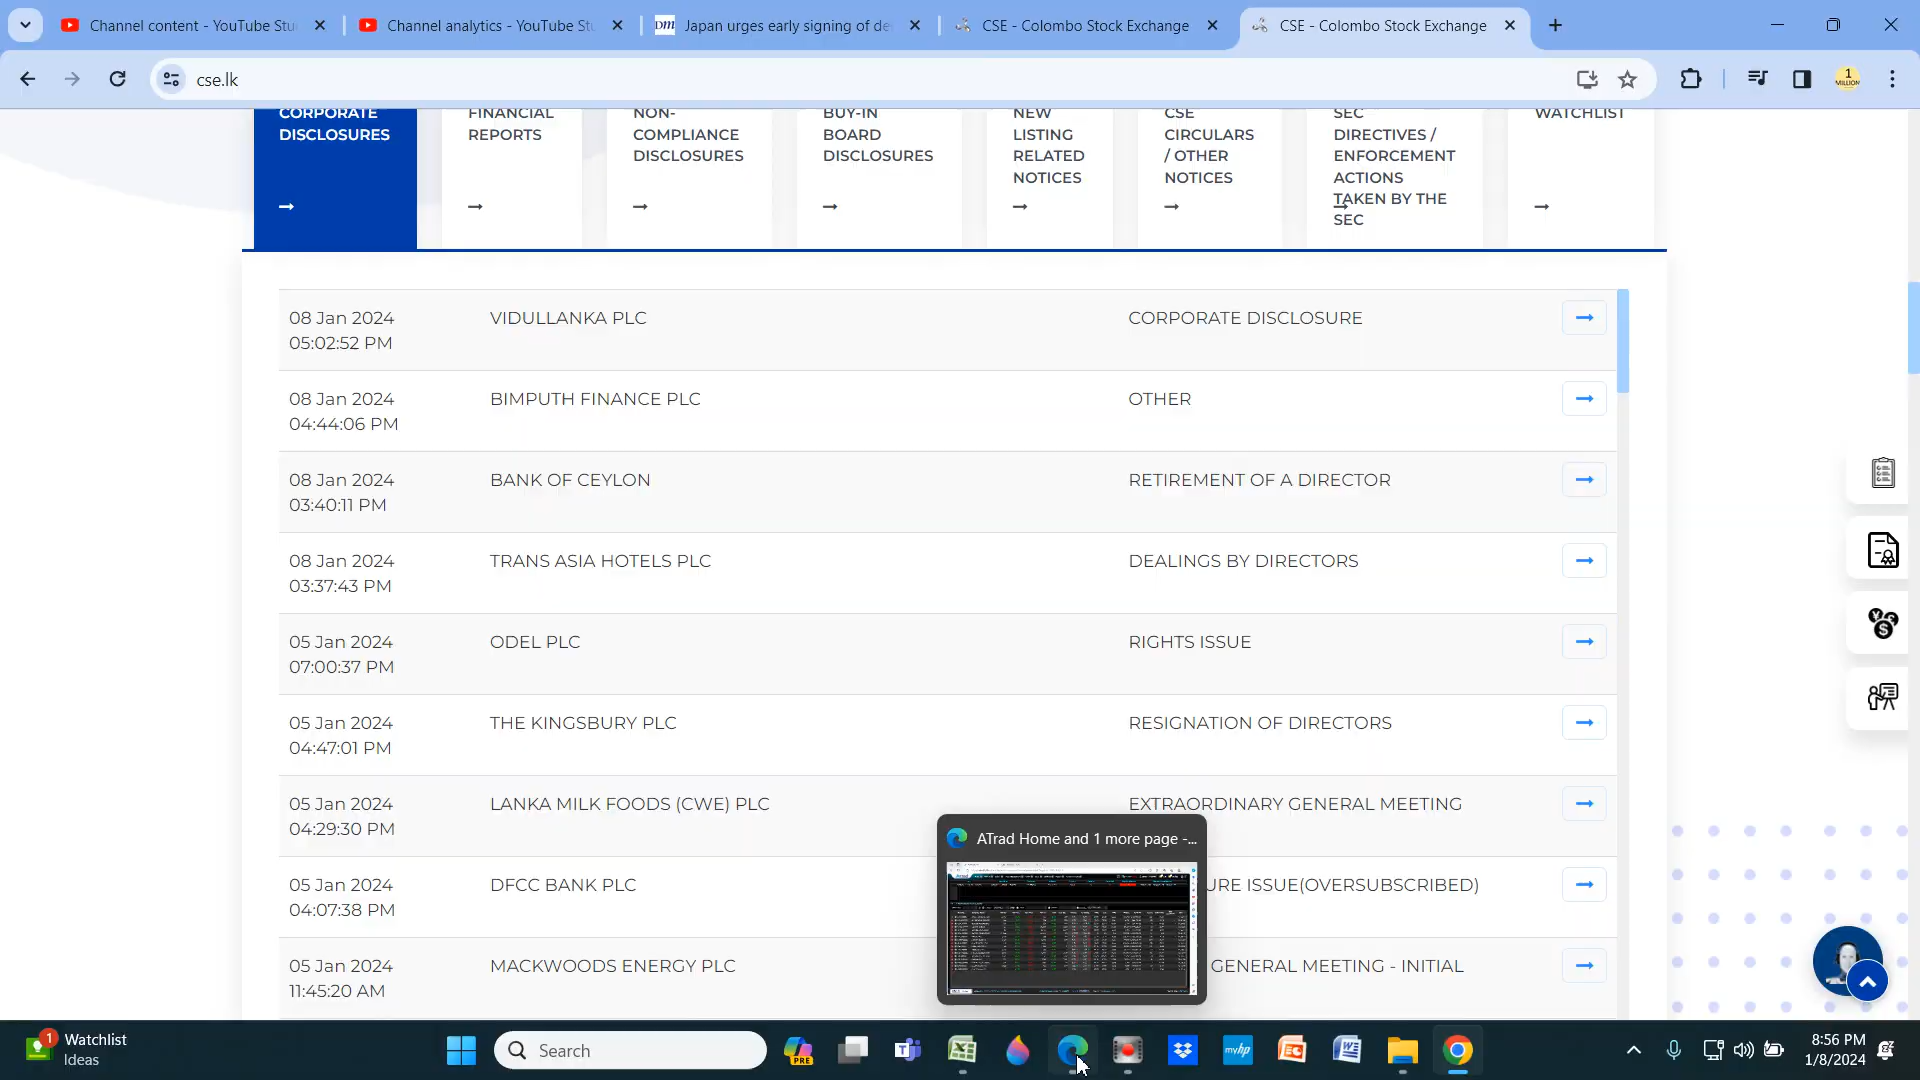 Channel content - YouTube Stu
Channel analytics - YouTube St
Japan urges early signing of de
CSE - Colombo Stock Exchange
CSE - Colombo Stock Exchange
cse.lk
1
MILLION
CORPORATE
DISCLOSURES
FINANCIAL
REPORTS
NON-
COMPLIANCE
DISCLOSURES
BUY-IN
BOARD
DISCLOSURES
NEW
LISTING
RELATED
NOTICES
CSE
CIRCULARS
/ OTHER
NOTICES
SEC
DIRECTIVES /
ENFORCEMENT
ACTIONS
TAKEN BY THE
SEC
WATCHLIST
08 Jan 2024
05:02:52 PM
VIDULLANKA PLC
CORPORATE DISCLOSURE
08 Jan 2024
04:44:06 PM
BIMPUTH FINANCE PLC
OTHER
08 Jan 2024
03:40:11 PM
BANK OF CEYLON
RETIREMENT OF A DIRECTOR
08 Jan 2024
03:37:43 PM
TRANS ASIA HOTELS PLC
DEALINGS BY DIRECTORS
05 Jan 2024
07:00:37 PM
ODEL PLC
RIGHTS ISSUE
05 Jan 2024
04:47:01 PM
THE KINGSBURY PLC
RESIGNATION OF DIRECTORS
05 Jan 2024
04:29:30 PM
LANKA MILK FOODS (CWE) PLC
EXTRAORDINARY GENERAL MEETING
ATrad Home and 1 more page -...
05 Jan 2024
04:07:38 PM
DFCC BANK PLC
URE ISSUE(OVERSUBSCRIBED)
05 Jan 2024
11:45:20 AM
MACKWOODS ENERGY PLC
GENERAL MEETING - INITIAL
1
Watchlist
Ideas
Search
PRE
myhp
8:56 PM
1/8/2024